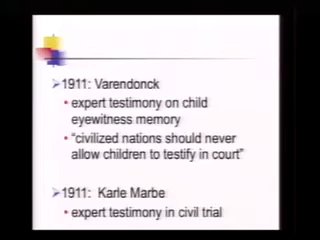 1911: Varendonck
expert testimony on child
eyewitness memory
"civilized nations should never
allow children to testify in court"
1911: Karle Marbe
expert testimony in civil trial